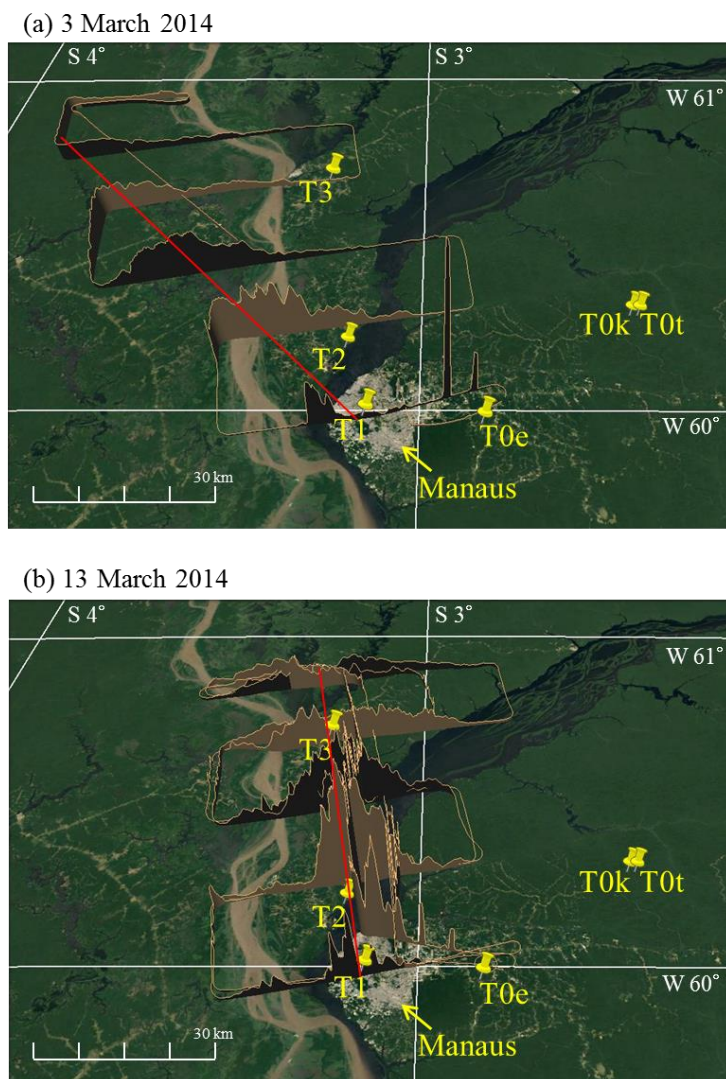 (a) 3 March 2014
S 4°
S 3°
W 61°
T3
T0k
T0t
T2
T1
T0e
W 60°
30 km
Manaus
(b) 13 March 2014
S 4°
S 3°
W 61°
T3
T0k
T0t
T2
T1
T0e
W 60°
30 km
Manaus